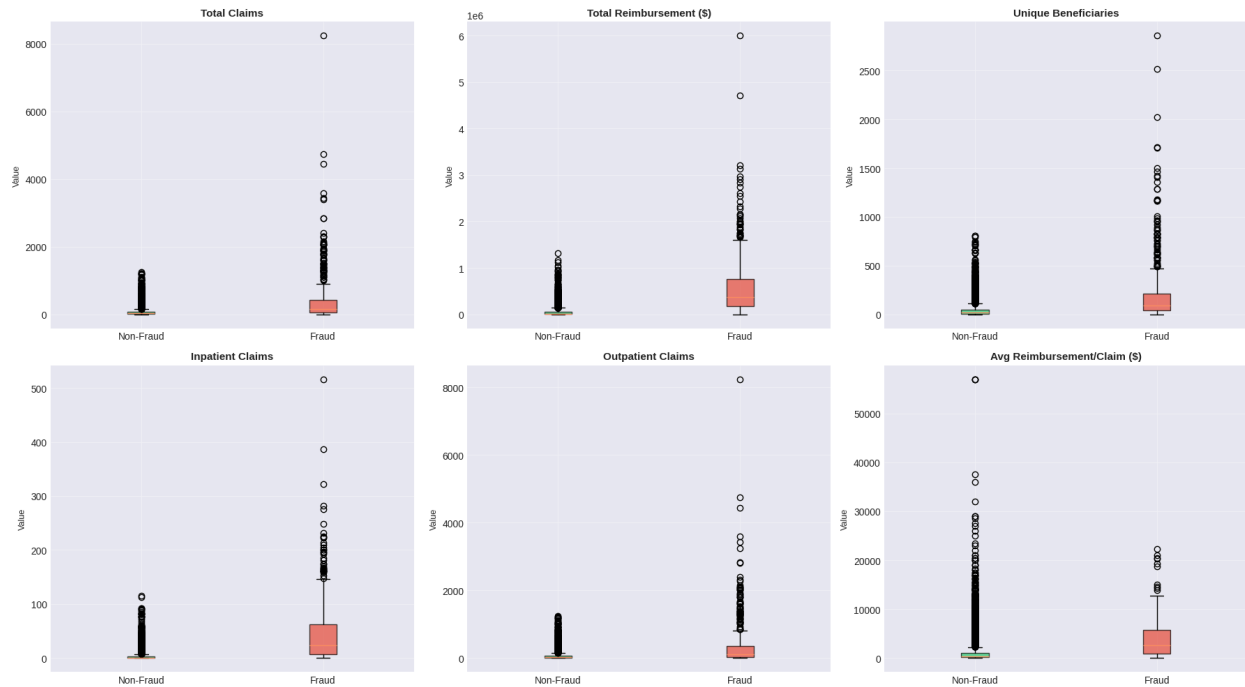 Total Claims
Value
8000
6000
4000
2000
0
Non-Fraud Fraud
Total Reimbursement ($)
1e6
6
5
4
3
2
1
0
Non-Fraud Fraud
Unique Beneficiaries
Value
2500
2000
1500
1000
500
0
Non-Fraud Fraud
Inpatient Claims
Value
500
400
300
200
100
0
Non-Fraud Fraud
Outpatient Claims
Value
8000
6000
4000
2000
0
Non-Fraud Fraud
Avg Reimbursement/Claim ($)
Value
50000
40000
30000
20000
10000
0
Non-Fraud Fraud